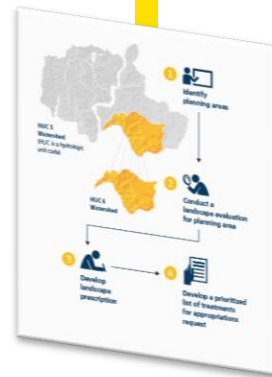 1
Identify
planning areas
HUC 5
Watershed
(HUC is a hydrologic
unit code)
HUC 6
Watershed
2
Conduct a
landscape evaluation
for planning area
3
Develop
landscape
prescription
4
Develop a prioritized
list of treatments
for appropriations
request